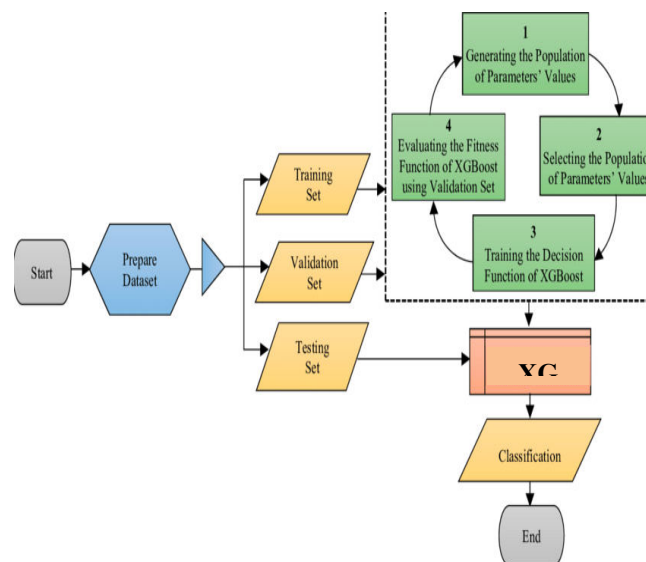 Start
Prepare
Dataset
Training
Set
Validation
Set
Testing
Set
1
Generating the Population
of Parameters' Values
2
Selecting the Population
of Parameters' Values
3
Training the Decision
Function of XGBoost
4
Evaluating the Fitness
Function of XGBoost
using Validation Set
XG
Classification
End